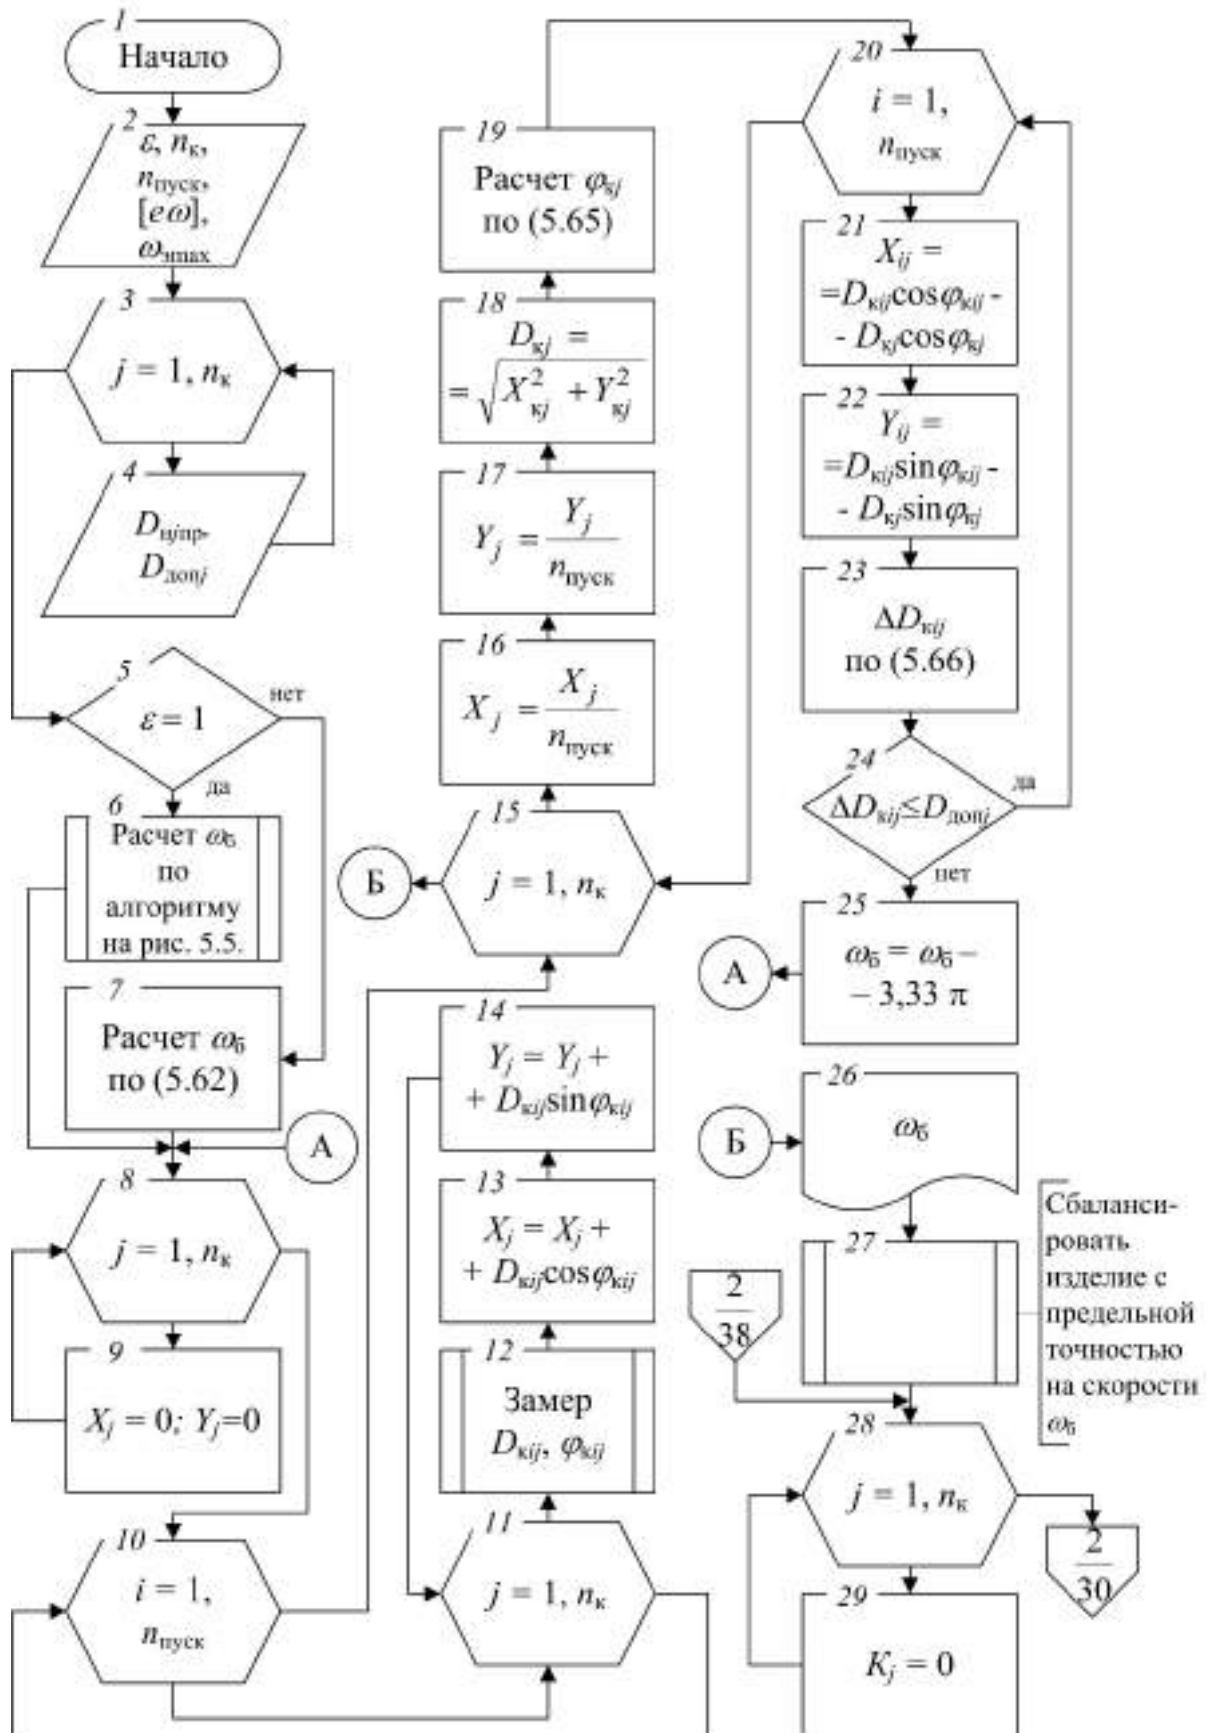 1
Начало
2
ε, nк,
nпуск,
[eω],
ωэmax
3
j = 1, nк
4
Dнjпр,
Dдопj
5
ε = 1
нет
да
6
Расчет ωб
по
алгоритму
на рис. 5.5.
7
Расчет ωб
по (5.62)
А
8
j = 1, nк
9
Xj = 0; Yj=0
10
i = 1,
nпуск
11
j = 1, nк
12
Замер
Dкij, φкij
13
Xj = Xj +
+ Dкijcosφкij
14
Yj = Yj +
+ Dкijsinφкij
15
j = 1, nк
Б
16
Xj = Xj / nпуск
17
Yj = Yj / nпуск
18
Dкj =
= √(X²кj + Y²кj)
19
Расчет φкj
по (5.65)
20
i = 1,
nпуск
21
Xij =
=Dкijcosφкij -
- Dкjcosφкj
22
Yij =
=Dкijsinφкij -
- Dкjsinφкj
23
ΔDкij
по (5.66)
24
ΔDкij≤Dдопj
да
нет
25
ωб = ωб –
– 3,33 π
А
26
ωб
Б
27
Сбаланси-
ровать
изделие с
предельной
точностью
на скорости
ωб
2
38
28
j = 1, nк
2
30
29
Kj = 0